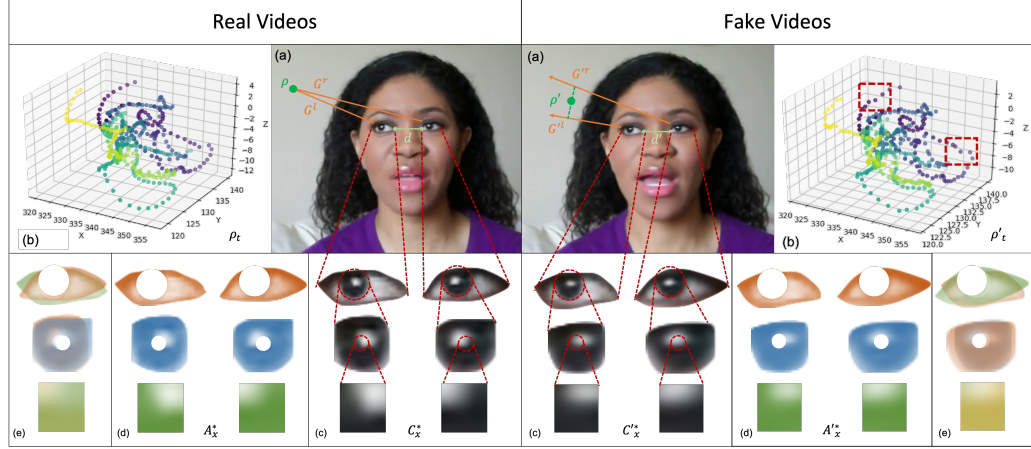 Real Videos
Fake Videos
(a)
ρ
G^r
G^l
d
(a)
G'^r
ρ'
G'^l
d'
4
2
0
−2
−4
−6
−8
−10
−12
Z
320
325
330
335
340
345
350
355
X
120
125
130
135
140
Y
(b)
ρ_t
4
2
0
−2
−4
−6
−8
−10
Z
320
325
330
335
340
345
350
355
X
120.0
122.5
125.0
127.5
130.0
132.5
135.0
137.5
140.0
Y
(b)
ρ'_t
(e)
(d)
A_x^*
(c)
C_x^*
(c)
C'^*_x
(d)
A'^*_x
(e)